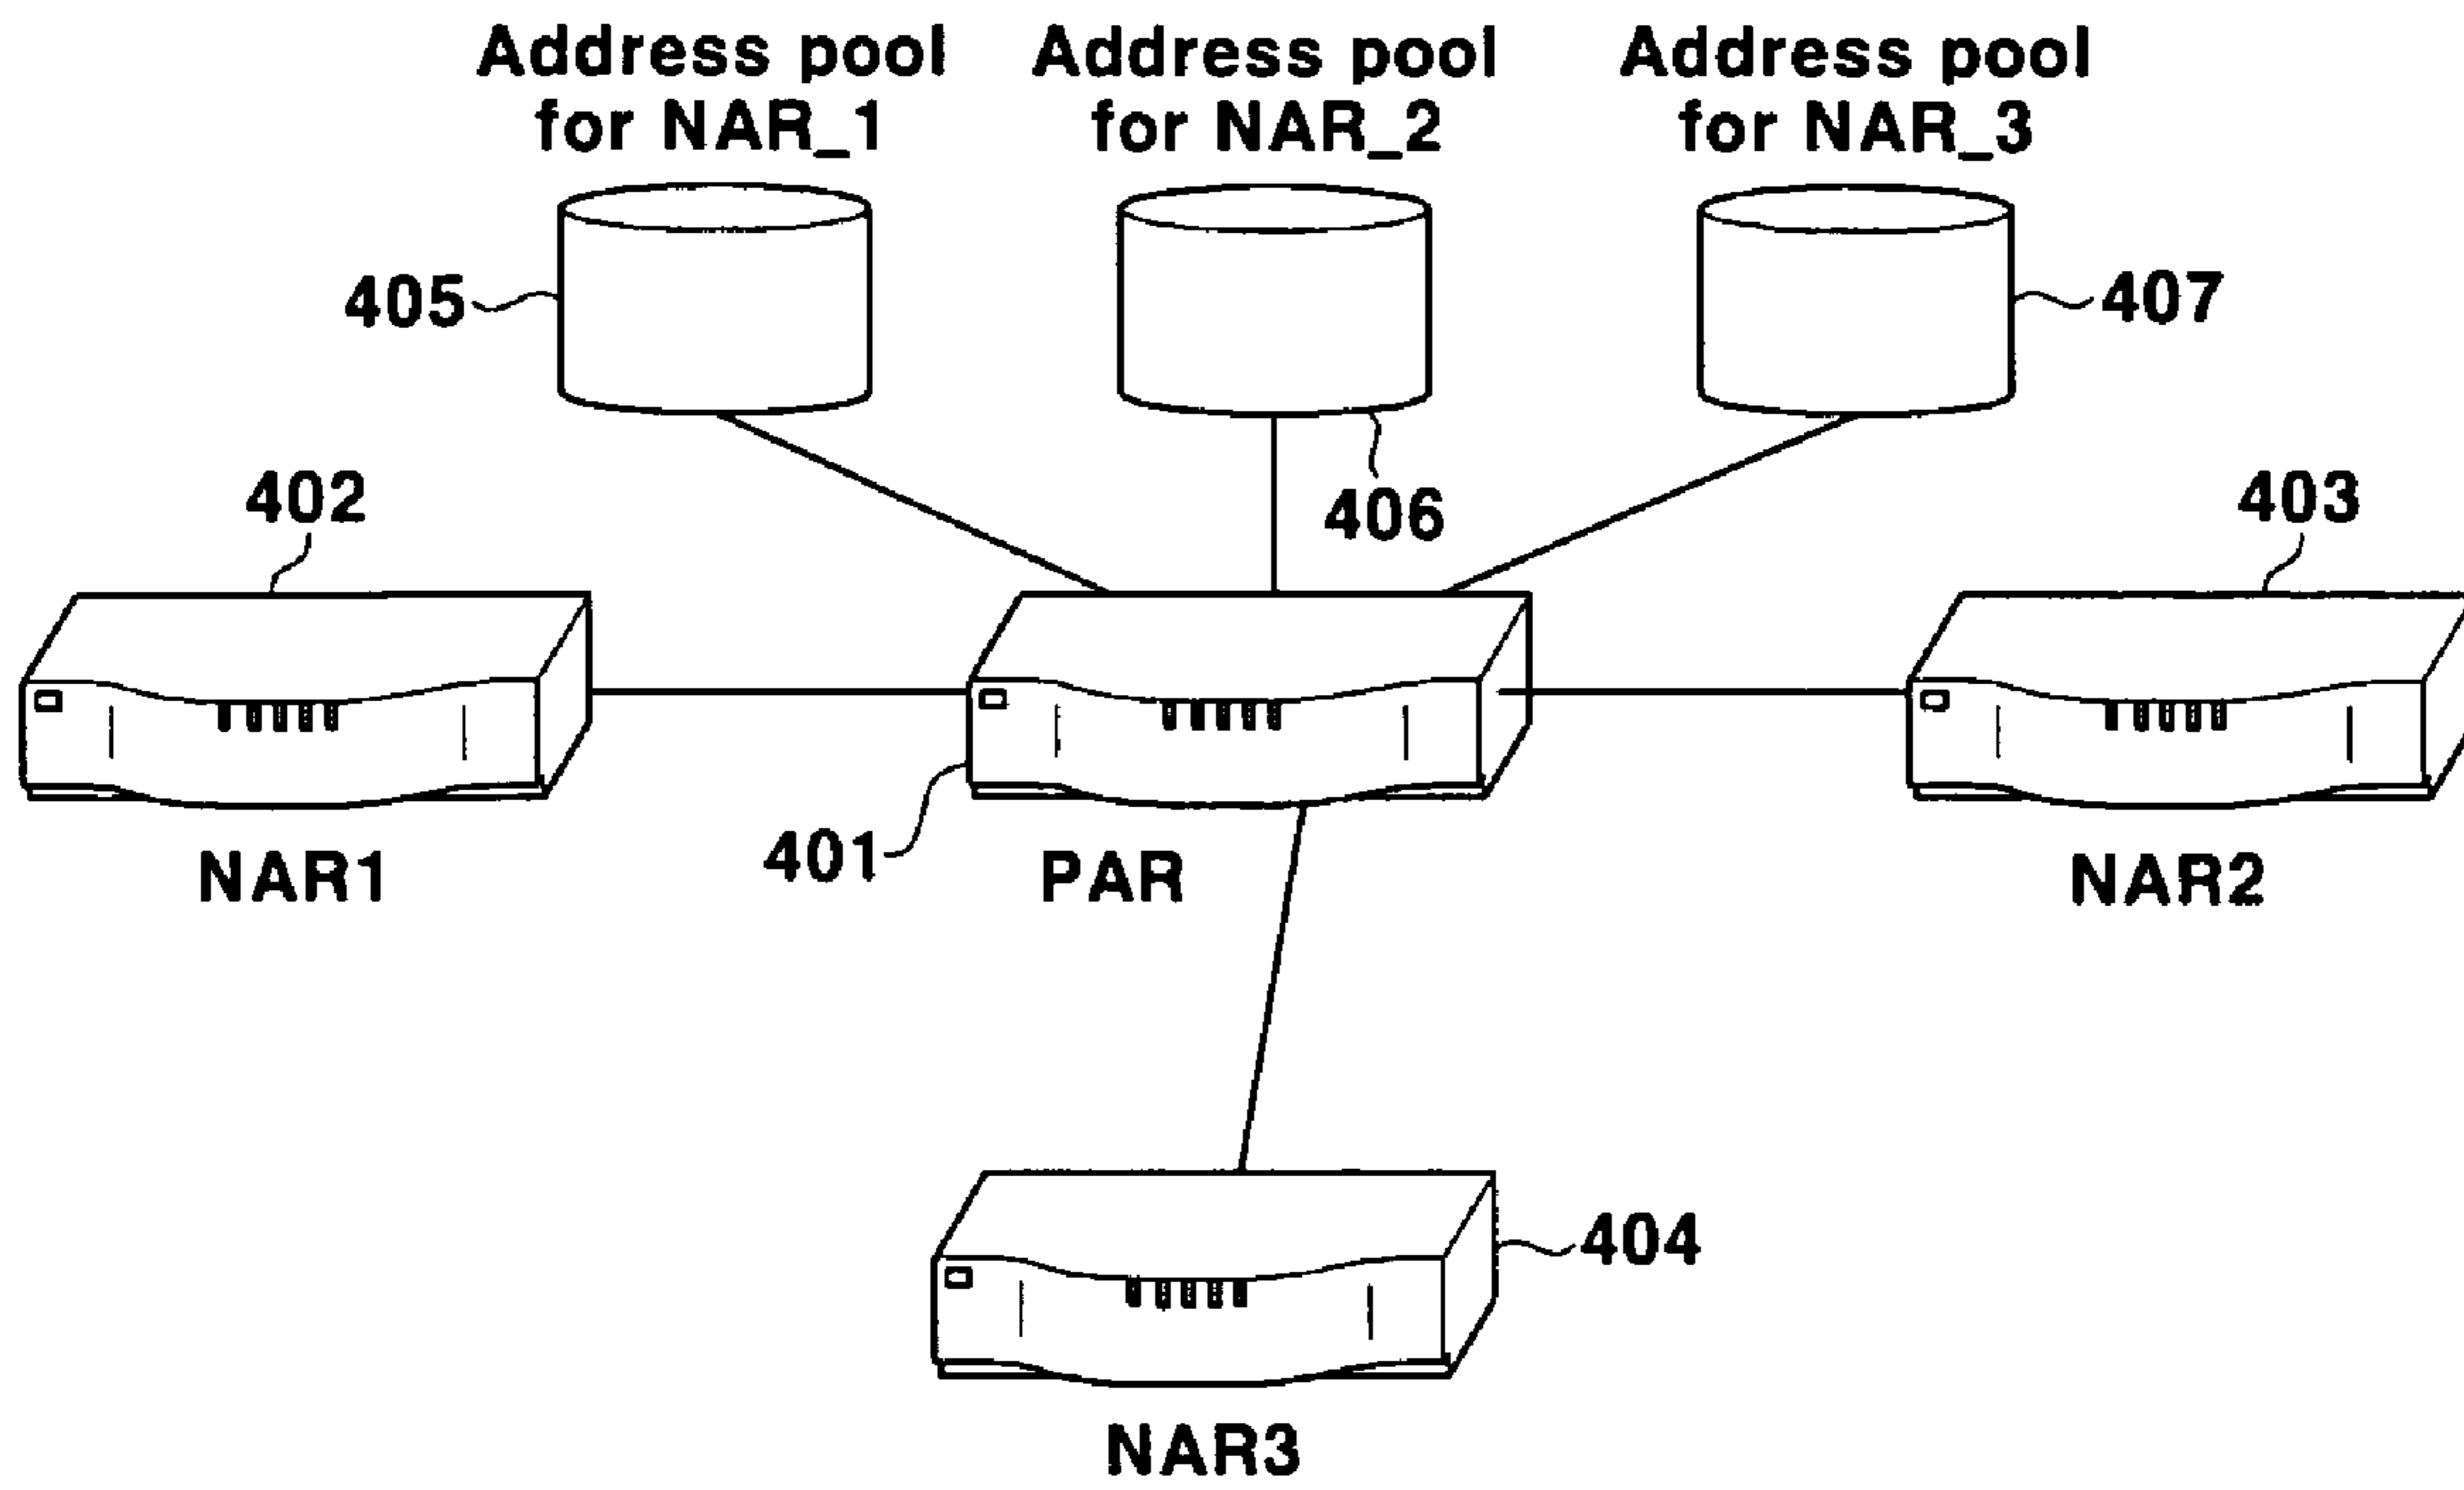 Address pool
for NAR_1
Address pool
for NAR_2
Address pool
for NAR_3
405
407
406
402
403
401
NAR1
PAR
NAR2
404
NAR3